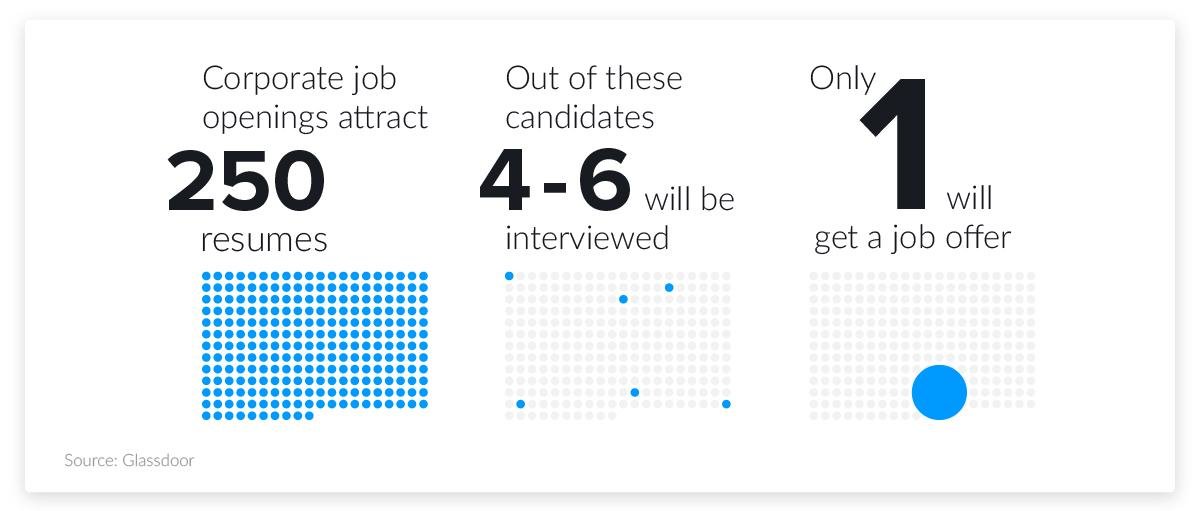 Corporate job
openings attract
250
resumes
Out of these
candidates
4-6 will be
interviewed
Only
1 will
get a job offer
Source: Glassdoor